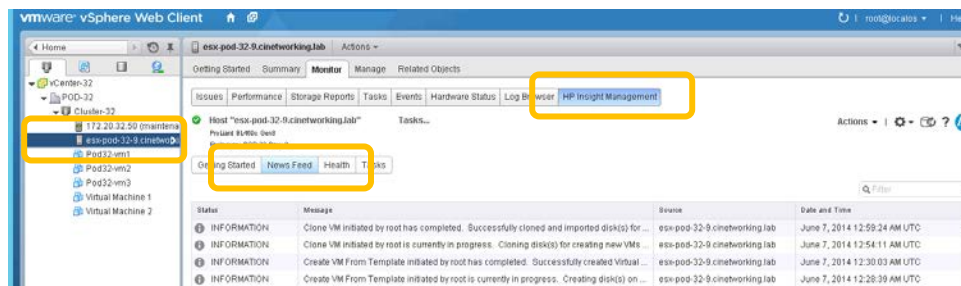 vmware® vSphere Web Client
root@localos
Home
vCenter-32
POD-32
Cluster-32
172.20.32.50 (maintena
esx-pod-32-9.cinetwo
Pod32-vm1
Pod32-vm2
Pod32-vm3
Virtual Machine 1
Virtual Machine 2
esx-pod-32-9.cinetworking.lab Actions
Getting Started Summary Monitor Manage Related Objects
Issues Performance Storage Reports Tasks Events Hardware Status Log Browser HP Insight Management
Host "esx-pod-32-9.cinetworking.lab" Tasks...
Actions
Getting Started News Feed Health Tasks
Filter
Status Message Source Date and Time
INFORMATION Clone VM initiated by root has completed. Successfully cloned and imported disk(s) for ... esx-pod-32-9.cinetworking.lab June 7, 2014 12:59:24 AM UTC
INFORMATION Clone VM initiated by root is currently in progress. Cloning disk(s) for creating new VMs ... esx-pod-32-9.cinetworking.lab June 7, 2014 12:54:11 AM UTC
INFORMATION Create VM From Template initiated by root has completed. Successfully created Virtual ... esx-pod-32-9.cinetworking.lab June 7, 2014 12:30:03 AM UTC
INFORMATION Create VM From Template initiated by root is currently in progress. Creating disk(s) on ... esx-pod-32-9.cinetworking.lab June 7, 2014 12:28:39 AM UTC